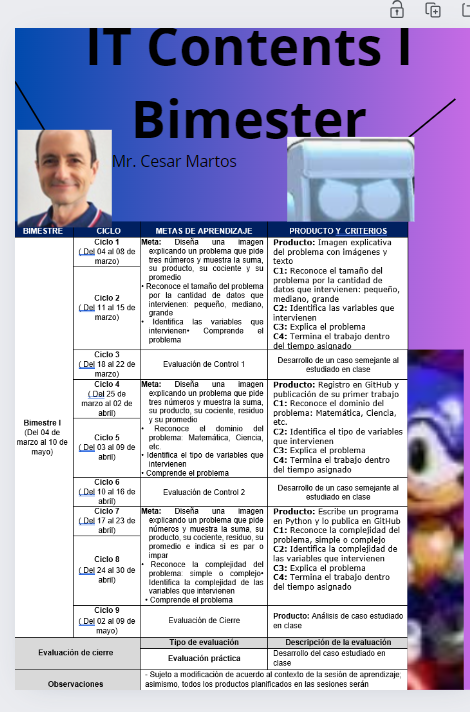 IT Contents I
Bimester
Mr. Cesar Martos
BIMESTRE
CICLO
METAS DE APRENDIZAJE
PRODUCTO Y CRITERIOS
Bimestre I
(Del 04 de
marzo al 10 de
mayo)
Ciclo 1
( Del 04 al 08 de
marzo)
Ciclo 2
( Del 11 al 15 de
marzo)
Meta: Diseña una imagen
explicando un problema que pide
tres números y muestra la suma,
su producto, su cociente y su
promedio
• Reconoce el tamaño del problema
por la cantidad de datos que
intervienen: pequeño, mediano,
grande
• Identifica las variables que
intervienen• Comprende el
problema
Producto: Imagen explicativa
del problema con imágenes y
texto
C1: Reconoce el tamaño del
problema por la cantidad de
datos que intervienen: pequeño,
mediano, grande
C2: Identifica las variables que
intervienen
C3: Explica el problema
C4: Termina el trabajo dentro
del tiempo asignado
Ciclo 3
( Del 18 al 22 de
marzo)
Evaluación de Control 1
Desarrollo de un caso semejante al
estudiado en clase
Ciclo 4
(Del 25 de
marzo al 02 de
abril)
Ciclo 5
( Del 03 al 09 de
abril)
Meta: Diseña una imagen
explicando un problema que pide
tres números y muestra la suma,
su producto, su cociente, residuo
y su promedio
• Reconoce el dominio del
problema: Matemática, Ciencia,
etc.
• Identifica el tipo de variables que
intervienen
• Comprende el problema
Producto: Registro en GitHub y
publicación de su primer trabajo
C1: Reconoce el dominio del
problema: Matemática, Ciencia,
etc.
C2: Identifica el tipo de variables
que intervienen
C3: Explica el problema
C4: Termina el trabajo dentro
del tiempo asignado
Ciclo 6
( Del 10 al 16 de
abril)
Evaluación de Control 2
Desarrollo de un caso semejante al
estudiado en clase
Ciclo 7
( Del 17 al 23 de
abril)
Ciclo 8
( Del 24 al 30 de
abril)
Meta: Diseña una imagen
explicando un problema que pide
números y muestra la suma, su
producto, su cociente, residuo, su
promedio e indica si es par o
impar
• Reconoce la complejidad del
problema: simple o complejo•
Identifica la complejidad de las
variables que intervienen
• Comprende el problema
Producto: Escribe un programa
en Python y lo publica en GitHub
C1: Reconoce la complejidad del
problema, simple o complejo
C2: Identifica la complejidad de
las variables que intervienen
C3: Explica el problema
C4: Termina el trabajo dentro
del tiempo asignado
Ciclo 9
( Del 02 al 09 de
mayo)
Evaluación de Cierre
Producto: Análisis de caso estudiado
en clase
Evaluación de cierre
Tipo de evaluación
Descripción de la evaluación
Evaluación práctica
Desarrollo del caso estudiado en
clase
Observaciones
- Sujeto a modificación de acuerdo al contexto de la sesión de aprendizaje,
asimismo, todos los productos planificados en las sesiones serán